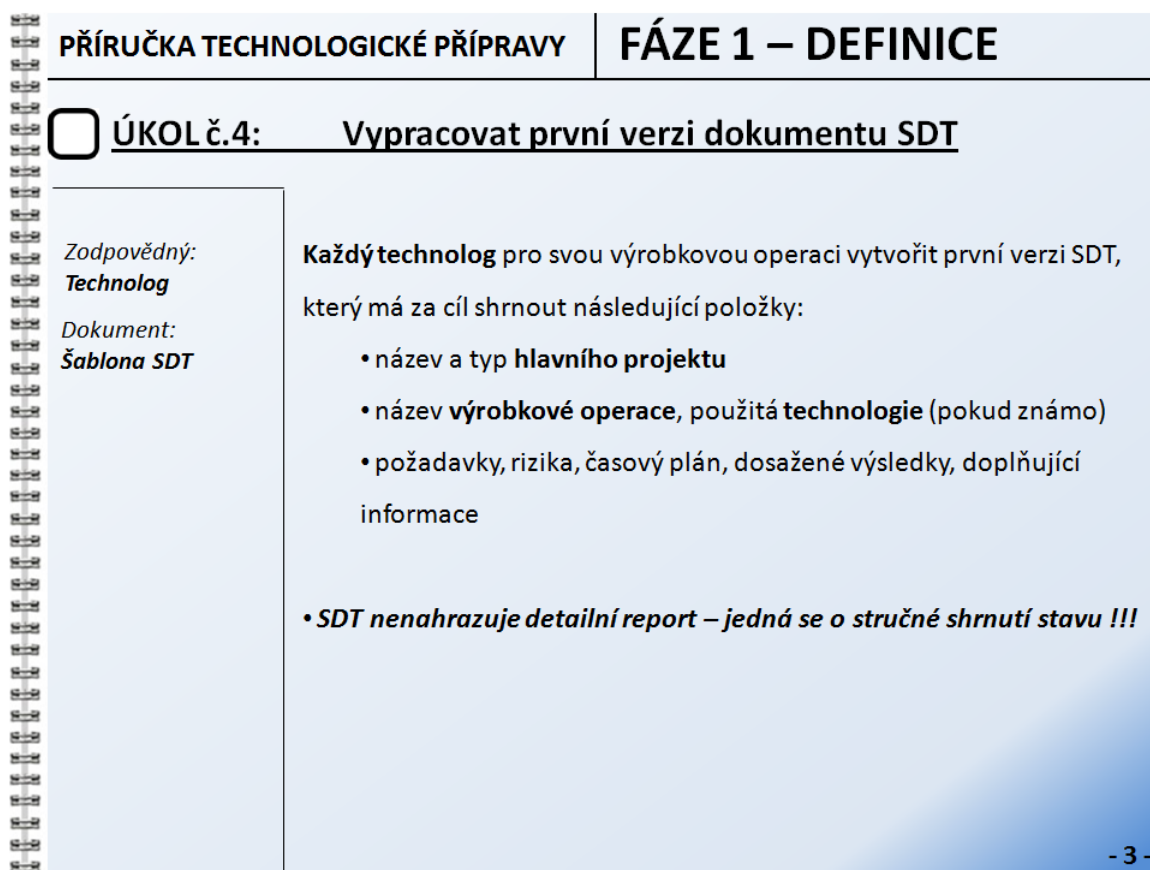 PŘÍRUČKA TECHNOLOGICKÉ PŘÍPRAVY
FÁZE 1 – DEFINICE
ÚKOL č.4: Vypracovat první verzi dokumentu SDT
Zodpovědný:
Technolog
Dokument:
Šablona SDT
Každý technolog pro svou výrobkovou operaci vytvořit první verzi SDT,
který má za cíl shrnout následující položky:
• název a typ hlavního projektu
• název výrobkové operace, použitá technologie (pokud známo)
• požadavky, rizika, časový plán, dosažené výsledky, doplňující
informace
• SDT nenahrazuje detailní report – jedná se o stručné shrnutí stavu !!!
- 3 -